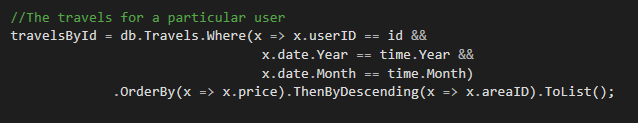 //The travels for a particular user
travelsById = db.Travels.Where(x => x.userID == id &&
x.date.Year == time.Year &&
x.date.Month == time.Month)
.OrderBy(x => x.price).ThenByDescending(x => x.areaID).ToList();